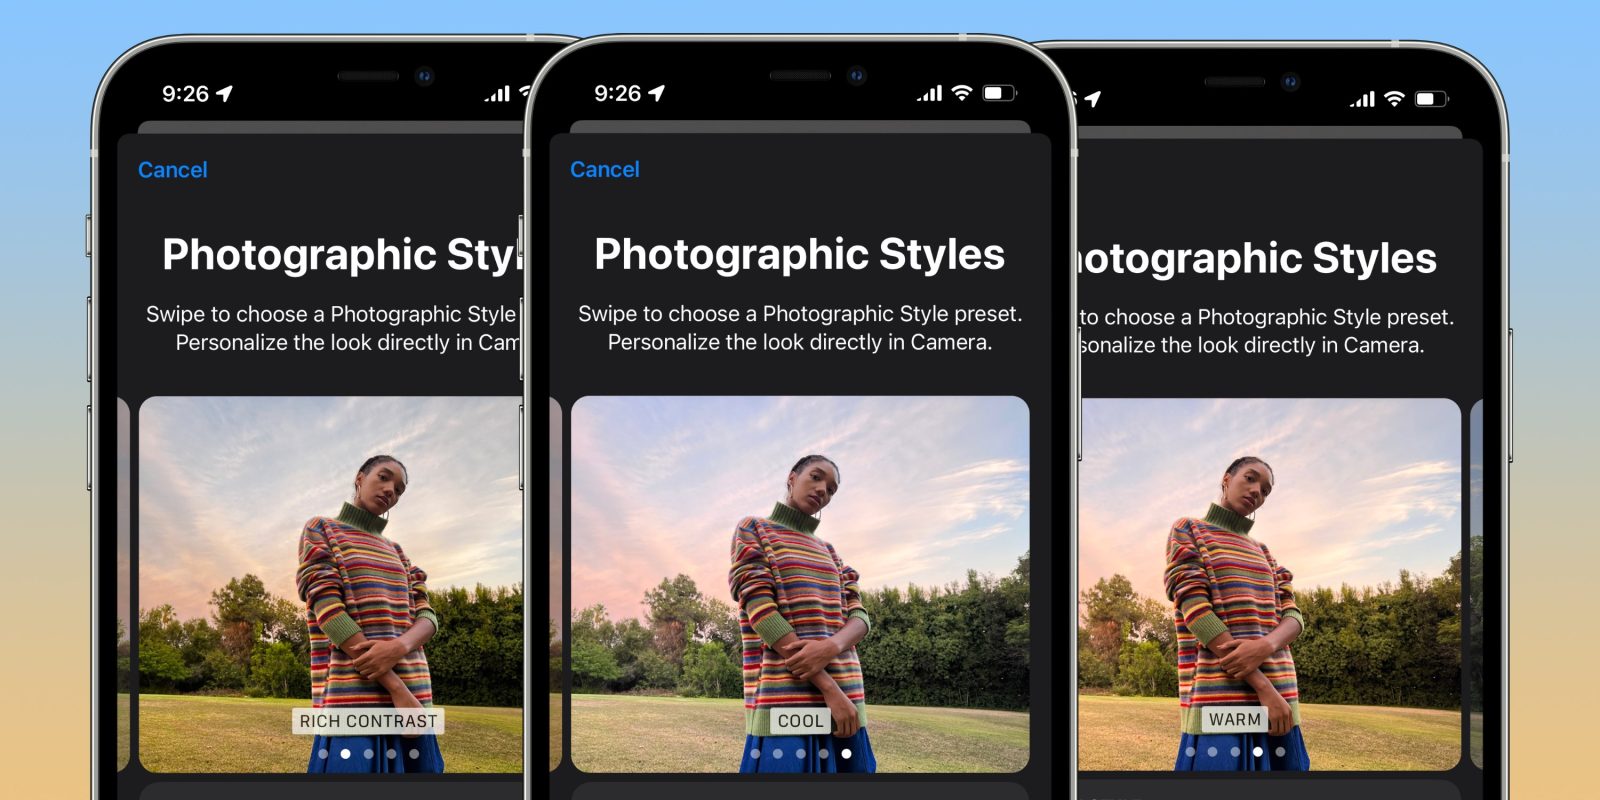 9:26
Cancel
Photographic Styl
Swipe to choose a Photographic Style
Personalize the look directly in Cam
RICH CONTRAST
9:26
Cancel
Photographic Styles
Swipe to choose a Photographic Style preset.
Personalize the look directly in Camera.
COOL
otographic Styles
to choose a Photographic Style preset.
sonalize the look directly in Camera.
WARM